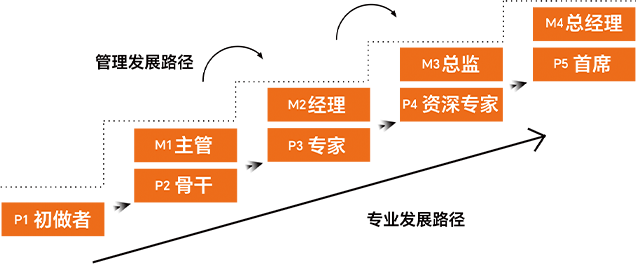 M4总经理
P5 首席
管理发展路径
M3总监
P4 资深专家
M2经理
P3 专家
M1主管
P2 骨干
P1 初做者
专业发展路径